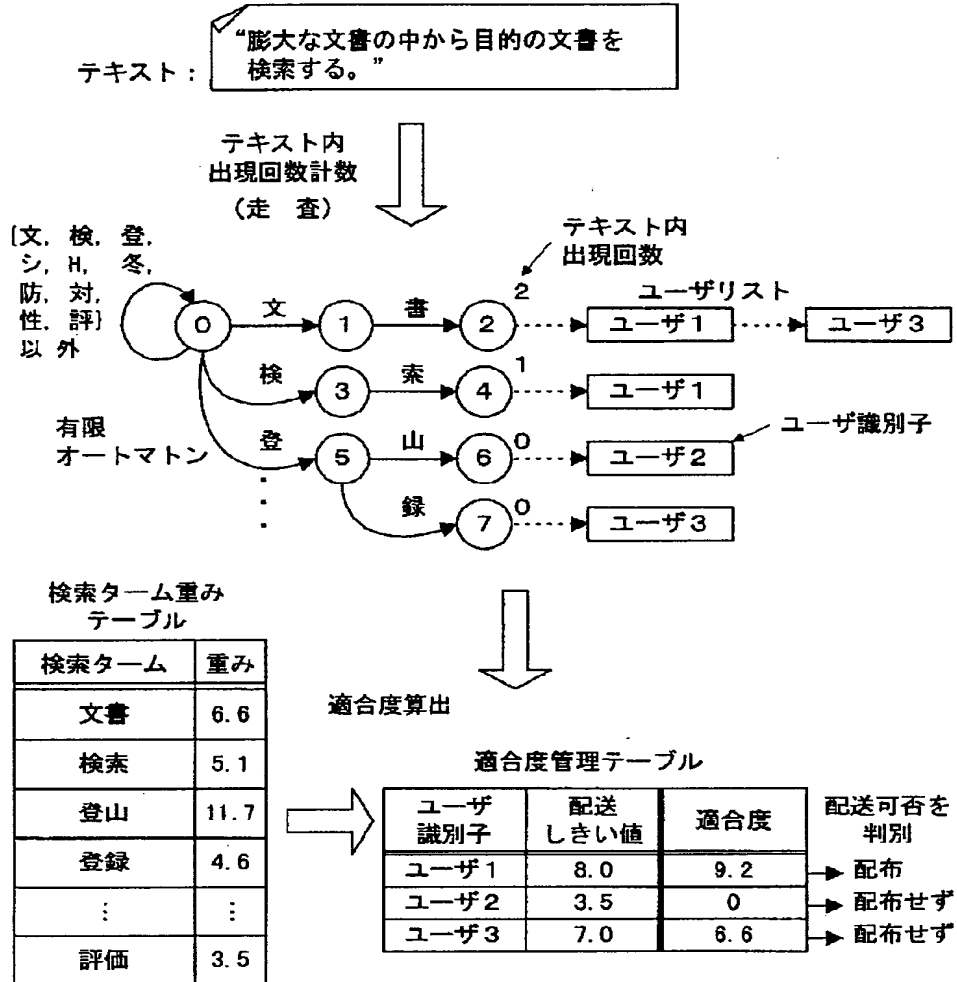 テキスト:
“膨大な文書の中から目的の文書を
検索する。”
テキスト内
出現回数計数
(走 査)
テキスト内
出現回数
{文, 検, 登,
シ, H, 冬,
防, 対,
性, 評}
以 外
0
文
1
書
2
2
ユーザリスト
ユーザ1
ユーザ3
検
3
索
4
1
ユーザ1
ユーザ識別子
有限
オートマトン
登
5
山
6
0
ユーザ2
録
7
0
ユーザ3
検索ターム重み
テーブル
検索ターム 重み
文書 6.6
検索 5.1
登山 11.7
登録 4.6
⋮ ⋮
評価 3.5
適合度算出
適合度管理テーブル
ユーザ
識別子
配送
しきい値
適合度
配送可否を
判別
ユーザ1 8.0 9.2 配布
ユーザ2 3.5 0 配布せず
ユーザ3 7.0 6.6 配布せず